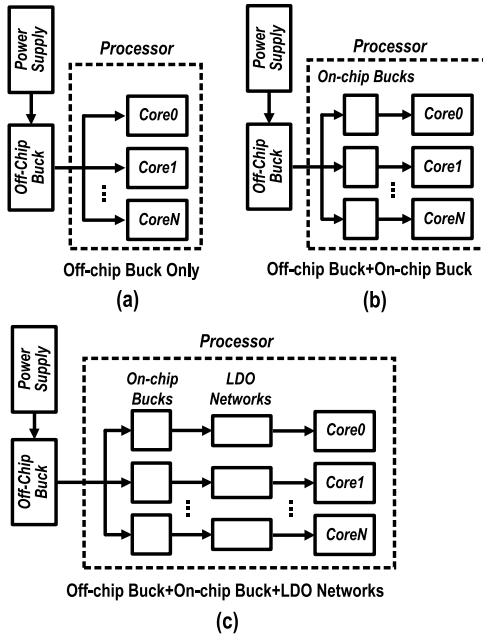 Power
Supply
Off-Chip
Buck
Processor
Core0
Core1
CoreN
Off-chip Buck Only
(a)
Power
Supply
Off-Chip
Buck
Processor
On-chip Bucks
Core0
Core1
CoreN
Off-chip Buck+On-chip Buck
(b)
Power
Supply
Off-Chip
Buck
Processor
On-chip
Bucks
LDO
Networks
Core0
Core1
CoreN
Off-chip Buck+On-chip Buck+LDO Networks
(c)